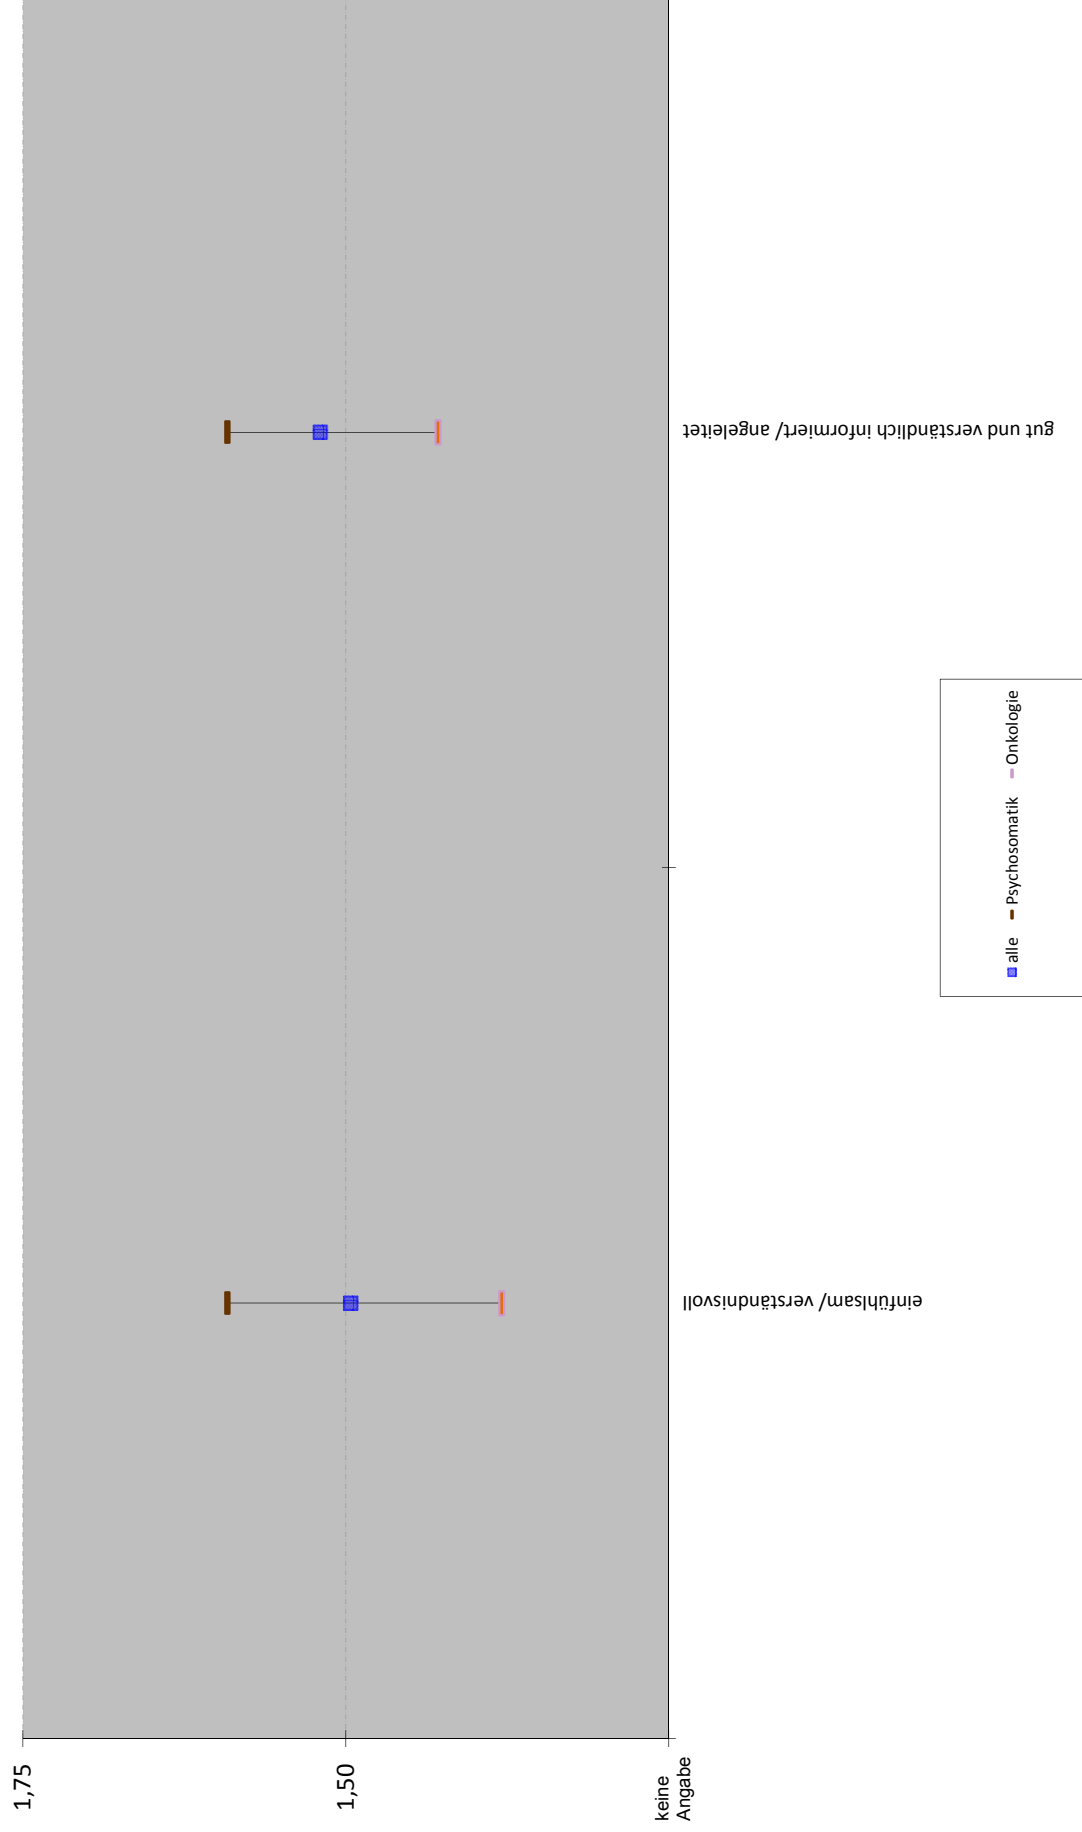 1,75
1,50
keine
Angabe
einfühlsam/ verständnisvoll
gut und verständlich informiert/ angeleitet
alle
Psychosomatik
Onkologie